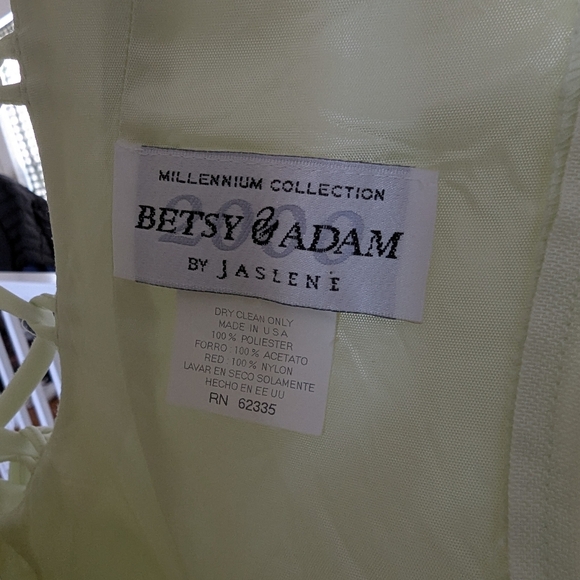 MILLENNIUM COLLECTION
2000
BETSY & ADAM
BY JASLENE
DRY CLEAN ONLY
MADE IN U.S.A
100% POLIESTER
FORRO: 100% ACETATO
RED: 100% NYLON
LAVAR EN SECO SOLAMENTE
HECHO EN EE UU
RN 62335